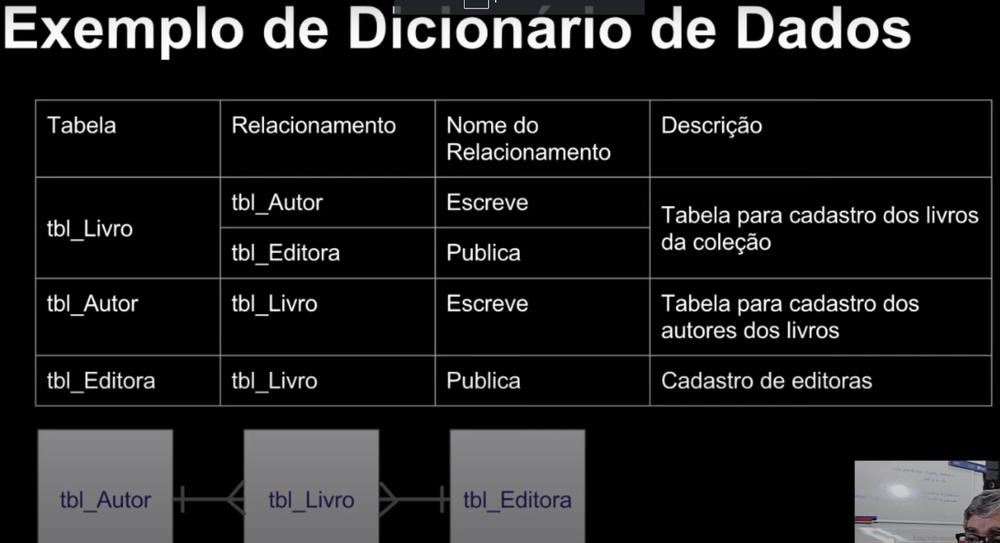 Exemplo de Dicionário de Dados
Tabela
Relacionamento
Nome do
Relacionamento
Descrição
tbl_Livro
tbl_Autor
Escreve
tbl_Editora
Publica
Tabela para cadastro dos livros
da coleção
tbl_Autor
tbl_Livro
Escreve
Tabela para cadastro dos
autores dos livros
tbl_Editora
tbl_Livro
Publica
Cadastro de editoras
tbl_Autor
tbl_Livro
tbl_Editora